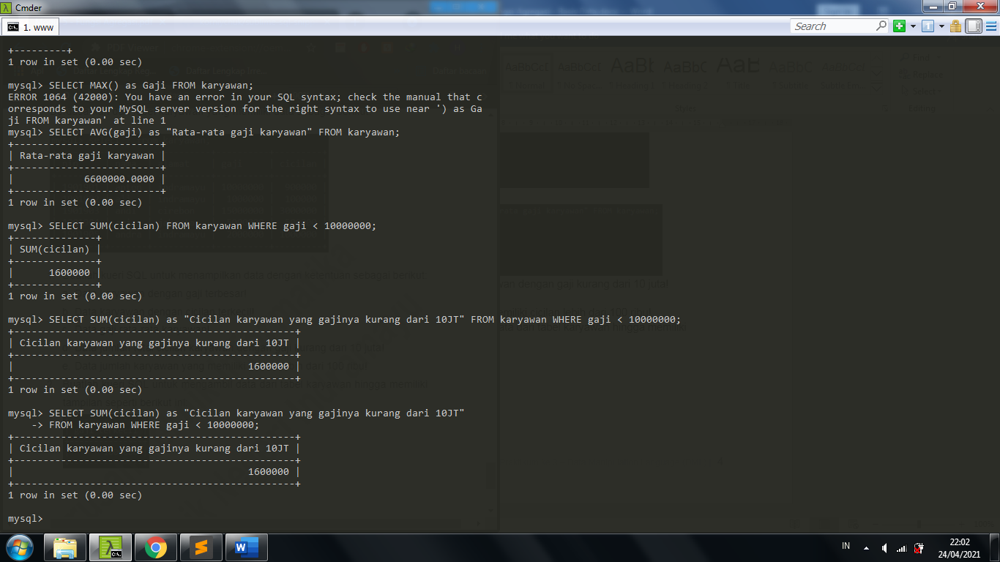 Cmder
1. www
Search
+---------+
1 row in set (0.00 sec)
mysql> SELECT MAX() as Gaji FROM karyawan;
ERROR 1064 (42000): You have an error in your SQL syntax; check the manual that c
orresponds to your MySQL server version for the right syntax to use near ') as Ga
ji FROM karyawan' at line 1
mysql> SELECT AVG(gaji) as "Rata-rata gaji karyawan" FROM karyawan;
+-------------------------+
| Rata-rata gaji karyawan |
+-------------------------+
|            6600000.0000 |
+-------------------------+
1 row in set (0.00 sec)
mysql> SELECT SUM(cicilan) FROM karyawan WHERE gaji < 10000000;
+--------------+
| SUM(cicilan) |
+--------------+
|      1600000 |
+--------------+
1 row in set (0.00 sec)
mysql> SELECT SUM(cicilan) as "Cicilan karyawan yang gajinya kurang dari 10JT" FROM karyawan WHERE gaji < 10000000;
+------------------------------------------------+
| Cicilan karyawan yang gajinya kurang dari 10JT |
+------------------------------------------------+
|                                        1600000 |
+------------------------------------------------+
1 row in set (0.00 sec)
mysql> SELECT SUM(cicilan) as "Cicilan karyawan yang gajinya kurang dari 10JT"
    -> FROM karyawan WHERE gaji < 10000000;
+------------------------------------------------+
| Cicilan karyawan yang gajinya kurang dari 10JT |
+------------------------------------------------+
|                                        1600000 |
+------------------------------------------------+
1 row in set (0.00 sec)
mysql>
IN
22:02
24/04/2021